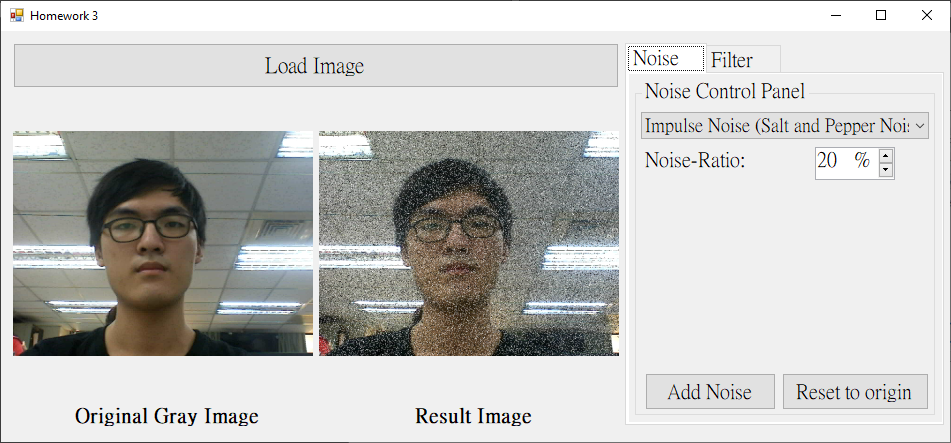 Homework 3
Load Image
Noise
Filter
Noise Control Panel
Impulse Noise (Salt and Pepper Nois
Noise-Ratio:
20 %
Add Noise
Reset to origin
Original Gray Image
Result Image